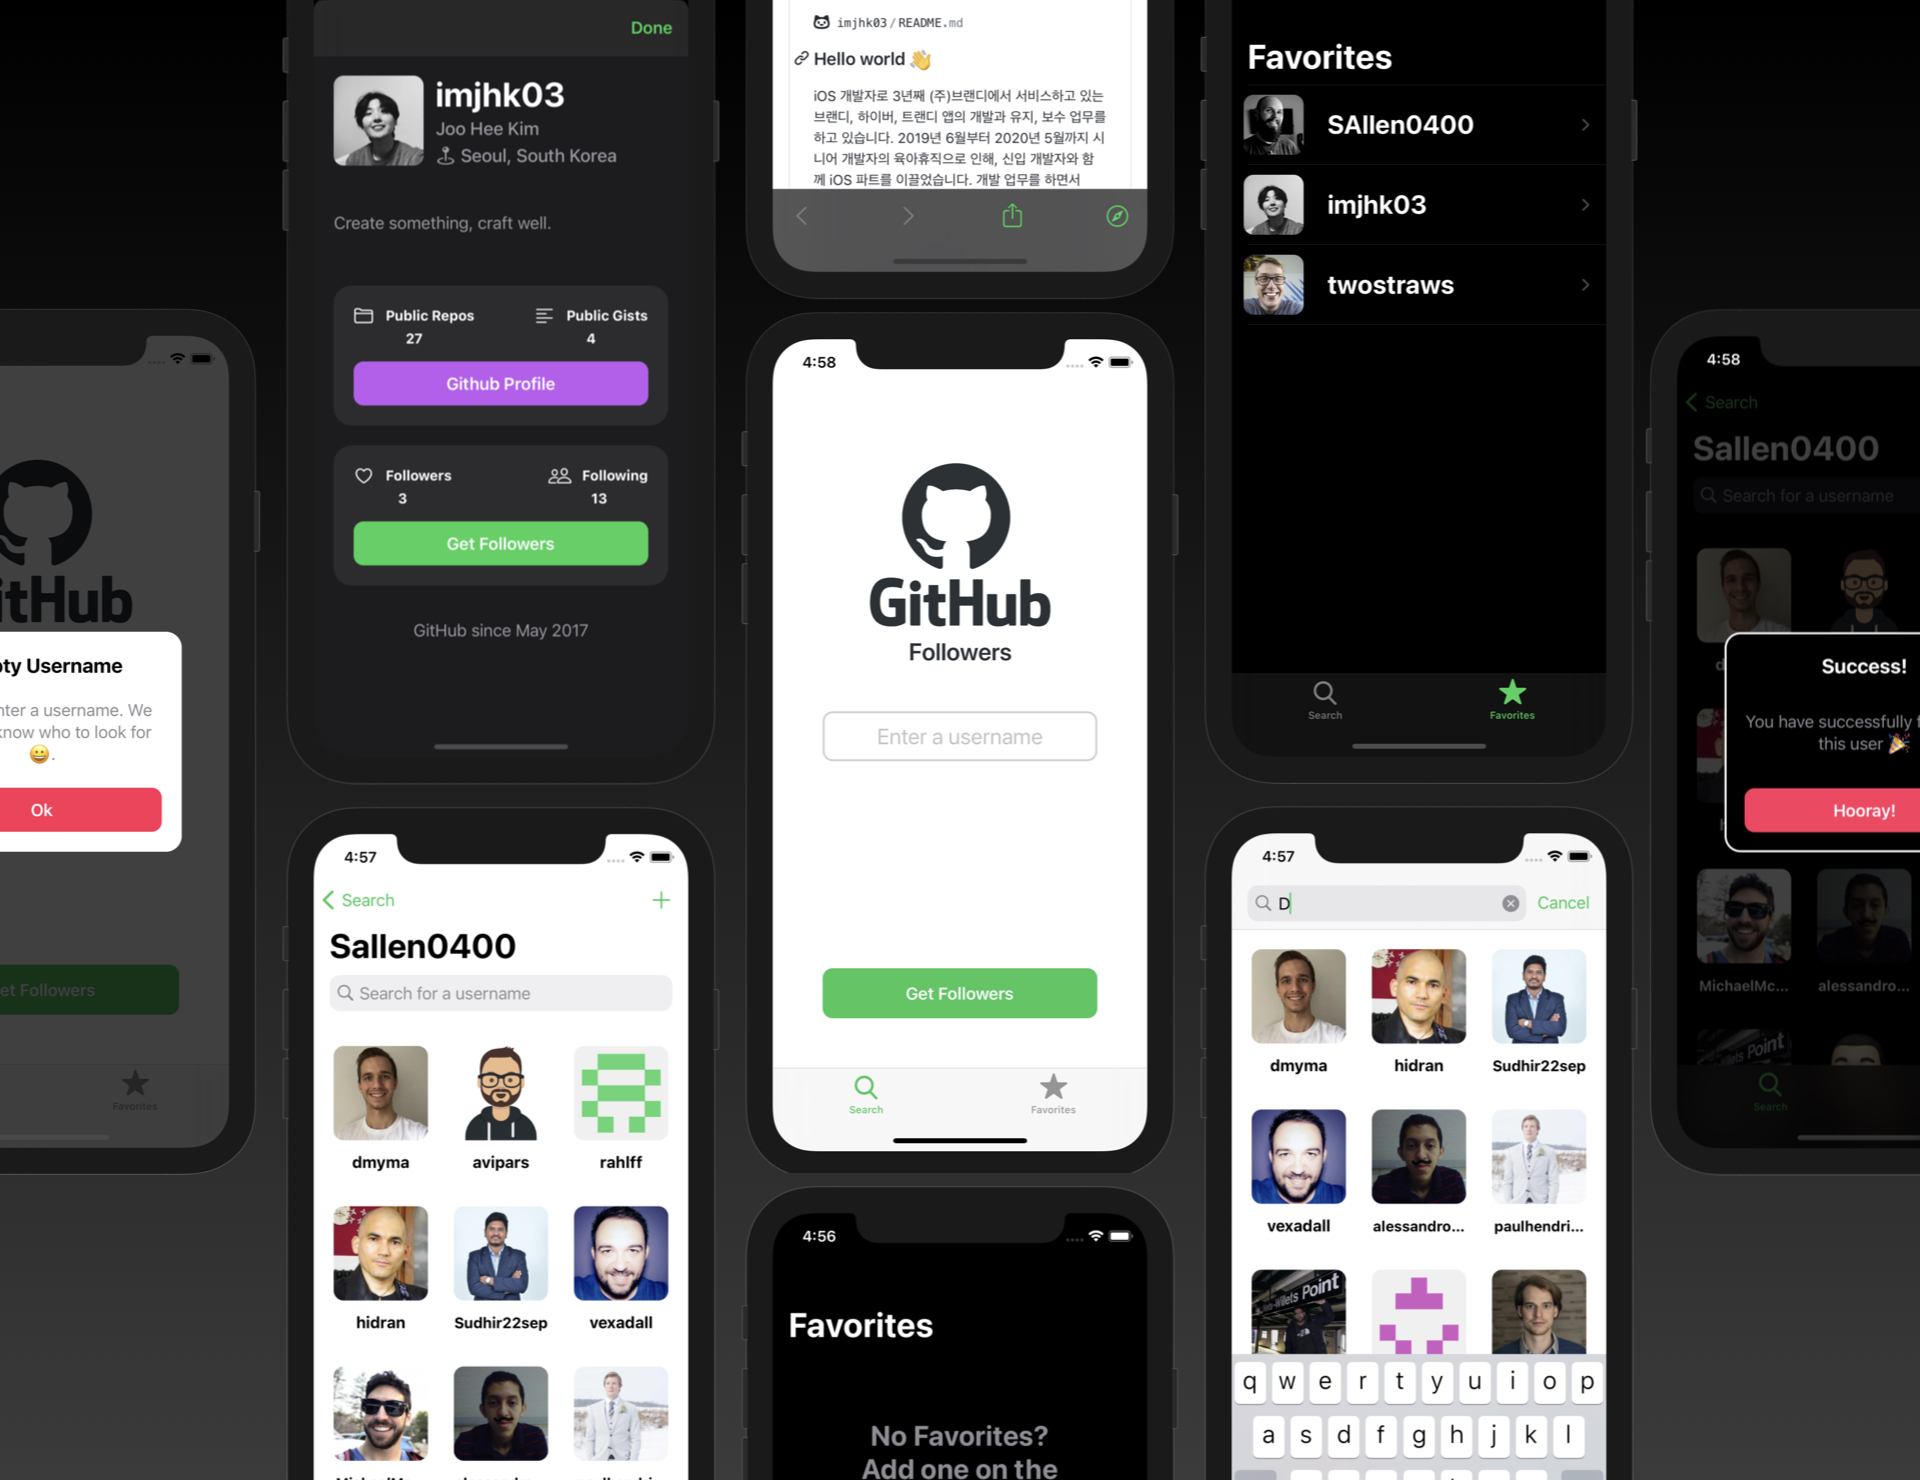 Done
imjhk03
Joo Hee Kim
Seoul, South Korea
Create something, craft well.
Public Repos
27
Public Gists
4
Github Profile
Followers
3
Following
13
Get Followers
GitHub since May 2017
imjhk03/README.md
Hello world 👋
iOS 개발자로 3년째 (주)브랜디에서 서비스하고 있는
브랜디, 하이버, 트랜디 앱의 개발과 유지, 보수 업무를
하고 있습니다. 2019년 6월부터 2020년 5월까지 시
니어 개발자의 육아휴직으로 인해, 신입 개발자와 함
께 iOS 파트를 이끌었습니다. 개발 업무를 하면서
Favorites
SAllen0400
imjhk03
twostraws
Search
Favorites
itHub
ty Username
nter a username. We
know who to look for
😀.
Ok
et Followers
Favorites
4:58
GitHub
Followers
Enter a username
Get Followers
Search
Favorites
4:58
Search
Sallen0400
Search for a username
Success!
You have successfully f
this user 🎉
Hooray!
MichaelMc...
alessandro...
Point
Search
4:57
Search
+
Sallen0400
Search for a username
dmyma
avipars
rahlff
hidran
Sudhir22sep
vexadall
4:56
Favorites
No Favorites?
Add one on the
4:57
D
Cancel
dmyma
hidran
Sudhir22sep
vexadall
alessandro...
paulhendri...
Point
q w e r t y u i o p
a s d f g h j k l